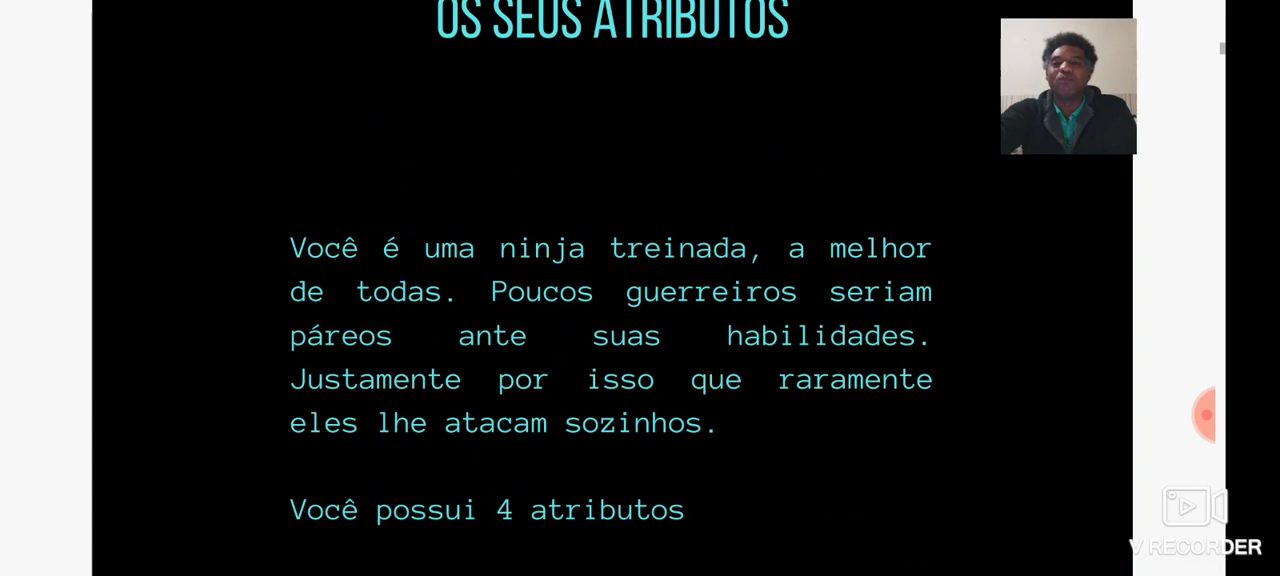 OS SEUS ATRIBUTOS
Você é uma ninja treinada, a melhor
de todas. Poucos guerreiros seriam
páreos ante suas habilidades.
Justamente por isso que raramente
eles lhe atacam sozinhos.
Você possui 4 atributos
V RECORDER